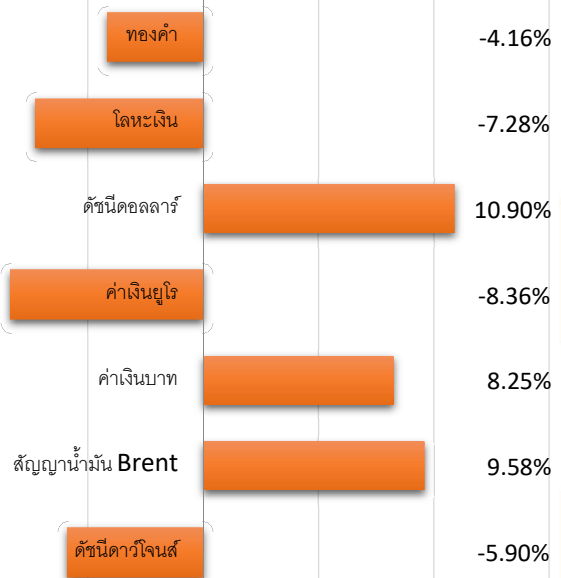 ทองคำ -4.16%
โลหะเงิน -7.28%
ดัชนีดอลลาร์ 10.90%
ค่าเงินยูโร -8.36%
ค่าเงินบาท 8.25%
สัญญาน้ำมัน Brent 9.58%
ดัชนีดาวโจนส์ -5.90%